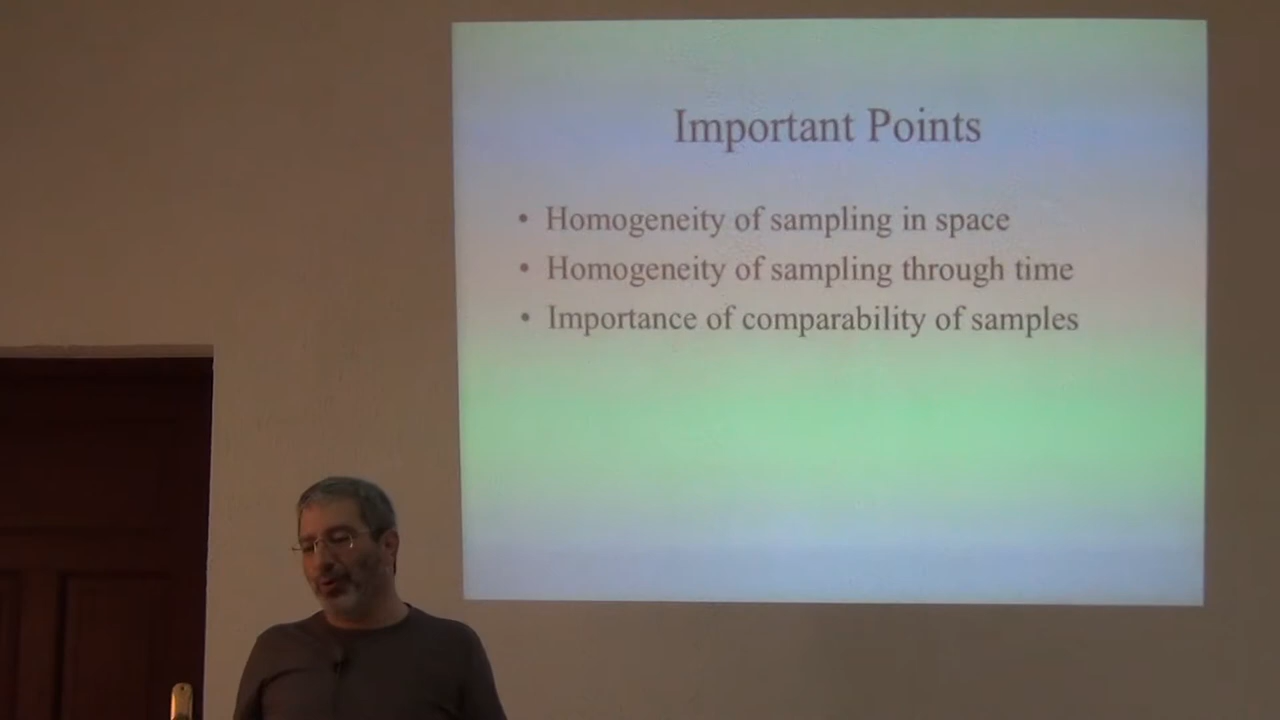 Important Points
• Homogeneity of sampling in space
• Homogeneity of sampling through time
• Importance of comparability of samples